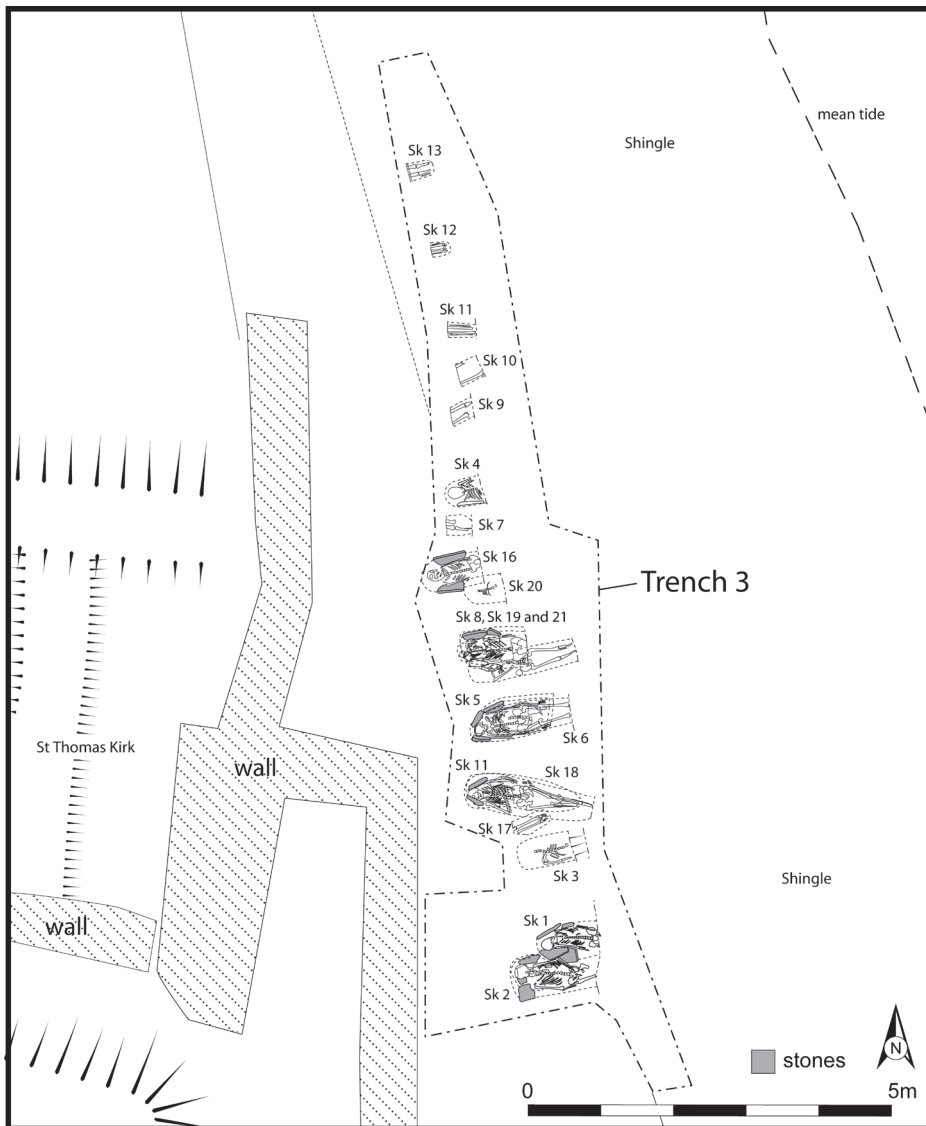 mean tide
Shingle
Sk 13
Sk 12
Sk 11
Sk 10
Sk 9
Sk 4
Sk 7
Sk 16
Sk 20
Trench 3
Sk 8, Sk 19 and 21
Sk 5
Sk 6
St Thomas Kirk
wall
Sk 11
Sk 18
Sk 17
Sk 3
Shingle
wall
Sk 1
Sk 2
N
stones
0
5m